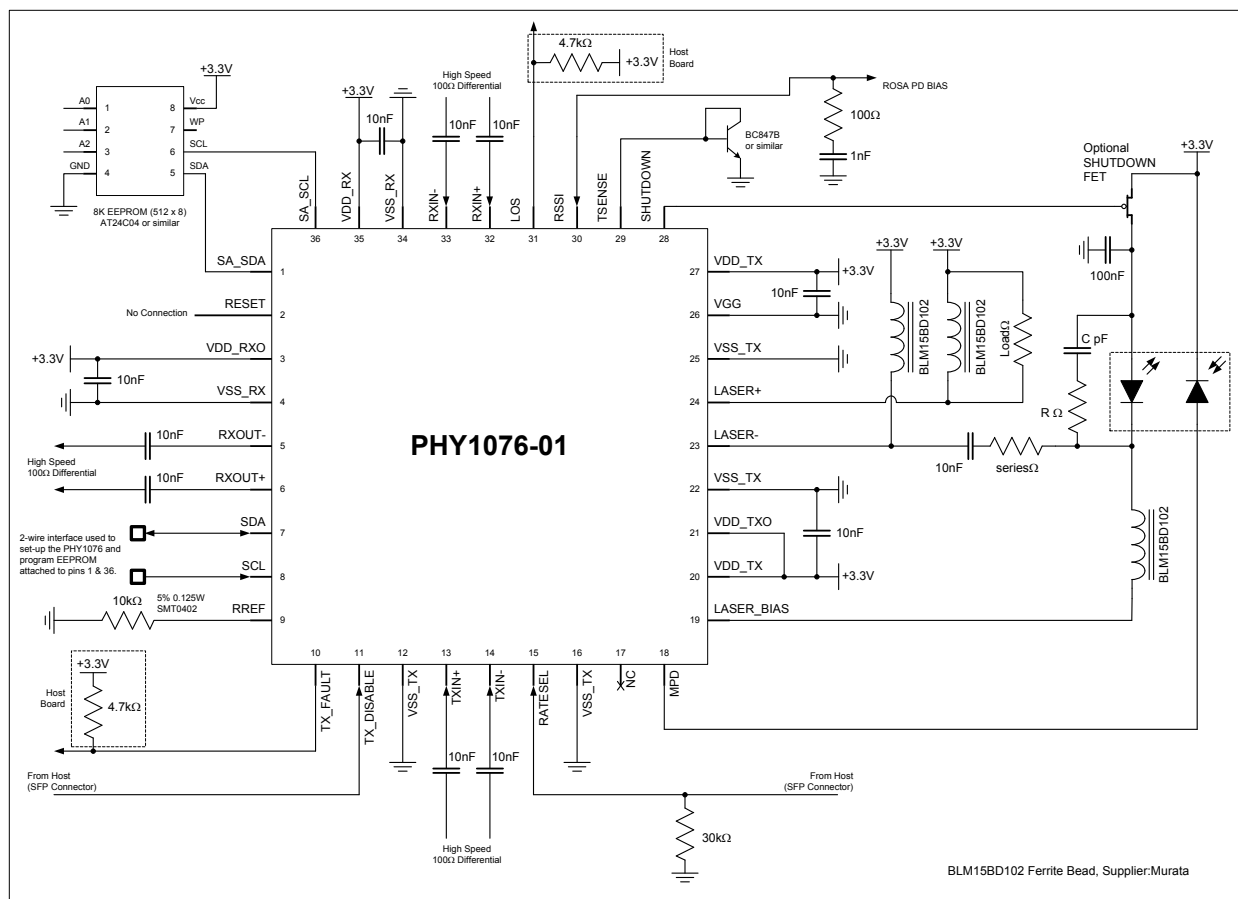 +3.3V
A0
A1
A2
GND
1
2
3
4
8
7
6
5
Vcc
WP
SCL
SDA
8K EEPROM (512 x 8)
AT24C04 or similar
+3.3V
10nF
High Speed
100Ω Differential
10nF
10nF
4.7kΩ
+3.3V
Host
Board
ROSA PD BIAS
100Ω
1nF
BC847B
or similar
Optional
SHUTDOWN
FET
+3.3V
100nF
SA_SCL
VDD_RX
VSS_RX
RXIN-
RXIN+
LOS
RSSI
TSENSE
SHUTDOWN
36
35
34
33
32
31
30
29
28
SA_SDA
1
RESET
2
No Connection
VDD_RXO
3
+3.3V
10nF
VSS_RX
4
RXOUT-
5
10nF
High Speed
100Ω Differential
RXOUT+
6
10nF
SDA
7
2-wire interface used to
set-up the PHY1076 and
program EEPROM
attached to pins 1 & 36.
SCL
8
10kΩ
5% 0.125W
SMT0402
RREF
9
PHY1076-01
27
VDD_TX
+3.3V
10nF
26
VGG
25
VSS_TX
24
LASER+
23
LASER-
22
VSS_TX
21
VDD_TXO
10nF
20
VDD_TX
+3.3V
19
LASER_BIAS
+3.3V
+3.3V
BLM15BD102
BLM15BD102
LoadΩ
10nF
seriesΩ
C pF
R Ω
BLM15BD102
10
11
12
13
14
15
16
17
18
TX_FAULT
TX_DISABLE
VSS_TX
TXIN+
TXIN-
RATESEL
VSS_TX
NC
MPD
+3.3V
Host
Board
4.7kΩ
From Host
(SFP Connector)
10nF
10nF
High Speed
100Ω Differential
From Host
(SFP Connector)
30kΩ
BLM15BD102 Ferrite Bead, Supplier:Murata